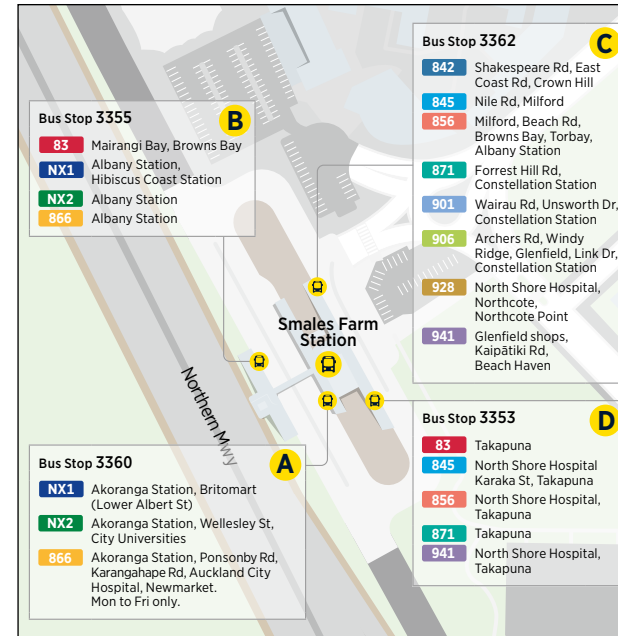 Bus Stop 3362
C
842 Shakespeare Rd, East
Coast Rd, Crown Hill
845 Nile Rd, Milford
856 Milford, Beach Rd,
Browns Bay, Torbay,
Albany Station
871 Forrest Hill Rd,
Constellation Station
901 Wairau Rd, Unsworth Dr,
Constellation Station
906 Archers Rd, Windy
Ridge, Glenfield, Link Dr,
Constellation Station
928 North Shore Hospital,
Northcote,
Northcote Point
941 Glenfield shops,
Kaipātiki Rd,
Beach Haven
Bus Stop 3355
B
83 Mairangi Bay, Browns Bay
NX1 Albany Station,
Hibiscus Coast Station
NX2 Albany Station
866 Albany Station
Smales Farm
Station
Northern Mwy
Bus Stop 3360
A
NX1 Akoranga Station, Britomart
(Lower Albert St)
NX2 Akoranga Station, Wellesley St,
City Universities
866 Akoranga Station, Ponsonby Rd,
Karangahape Rd, Auckland City
Hospital, Newmarket.
Mon to Fri only.
Bus Stop 3353
D
83 Takapuna
845 North Shore Hospital
Karaka St, Takapuna
856 North Shore Hospital,
Takapuna
871 Takapuna
941 North Shore Hospital,
Takapuna